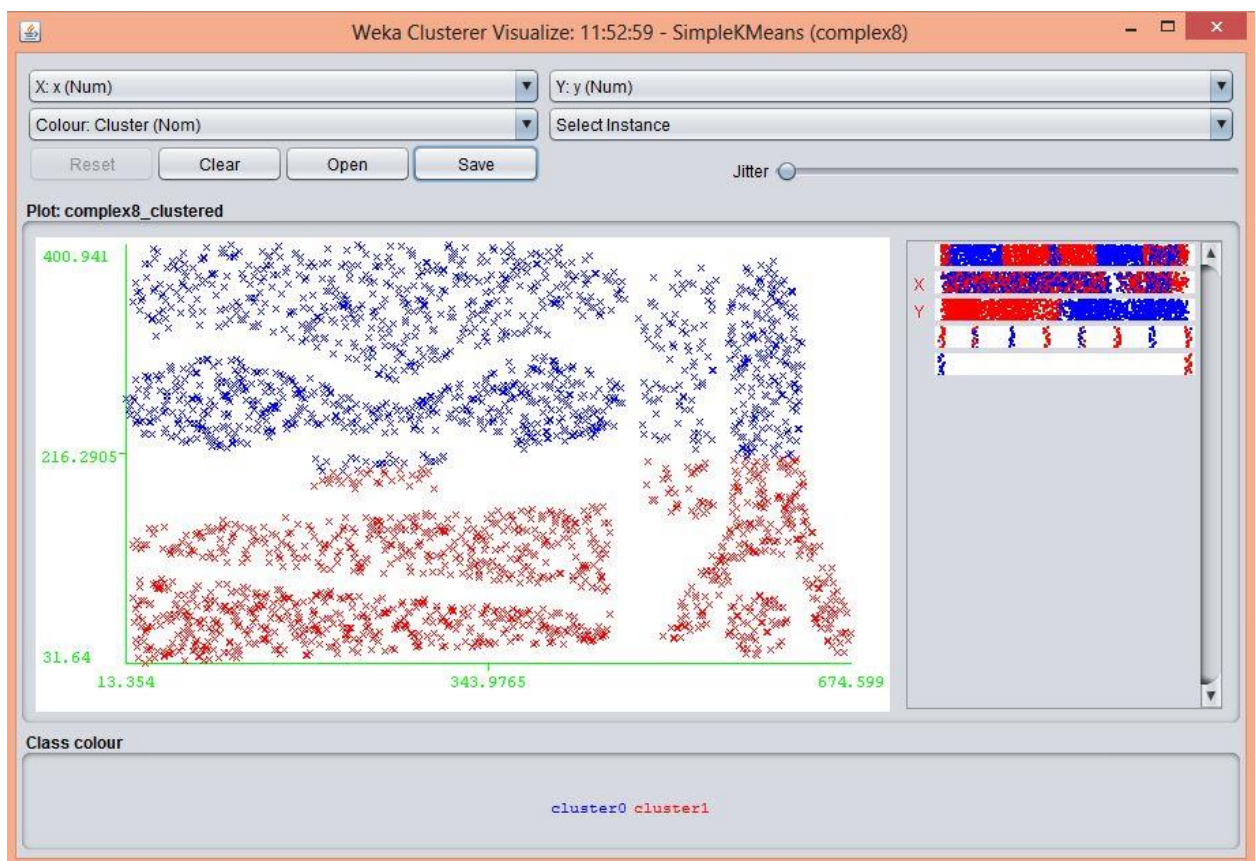 Weka Clusterer Visualize: 11:52:59 - SimpleKMeans (complex8)
X: x (Num)
Y: y (Num)
Colour: Cluster (Nom)
Select Instance
Reset
Clear
Open
Save
Jitter
Plot: complex8_clustered
400.941
216.2905
31.64
13.354
343.9765
674.599
X
Y
Class colour
cluster0 cluster1